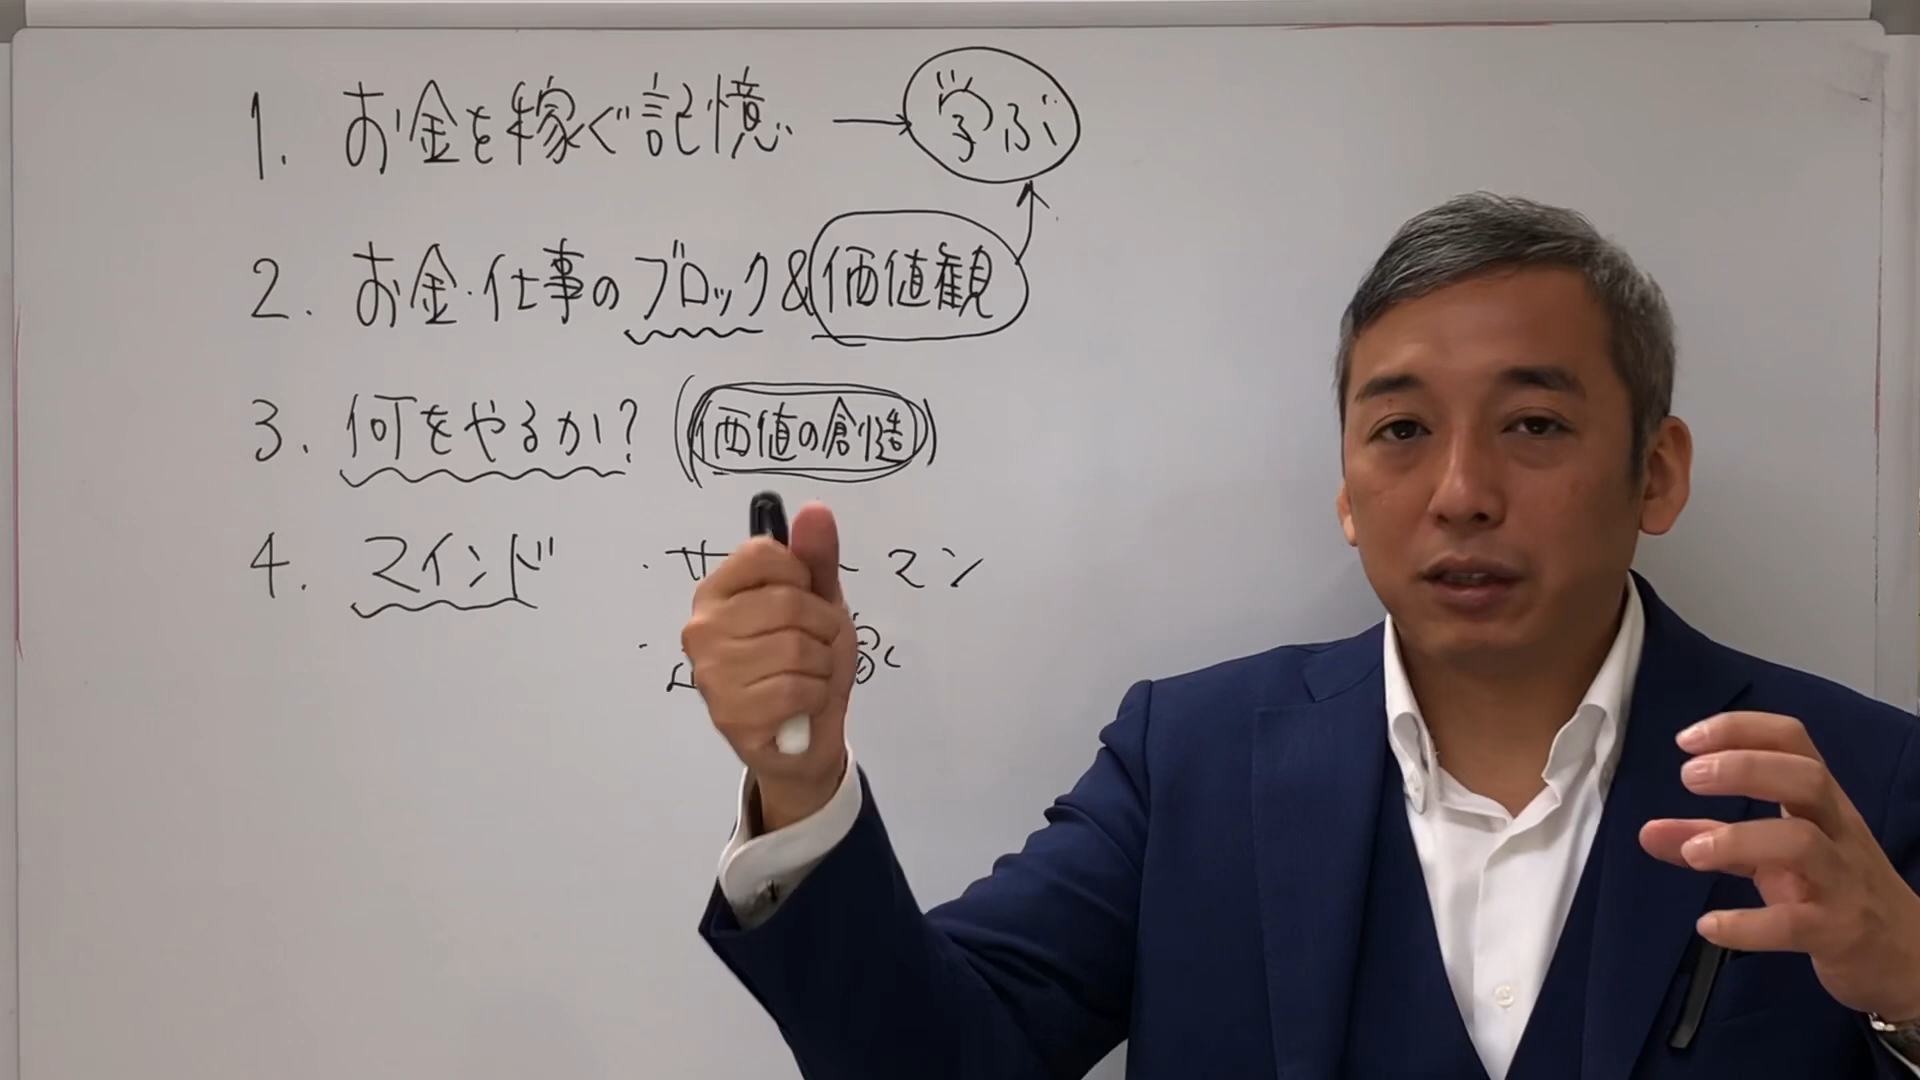 1. お金を稼ぐ記憶 → 学ぶ
2. お金・仕事のブロック&価値観
3. 何をやるか? (価値の創造)
4. マインド ・サ ーマン
・